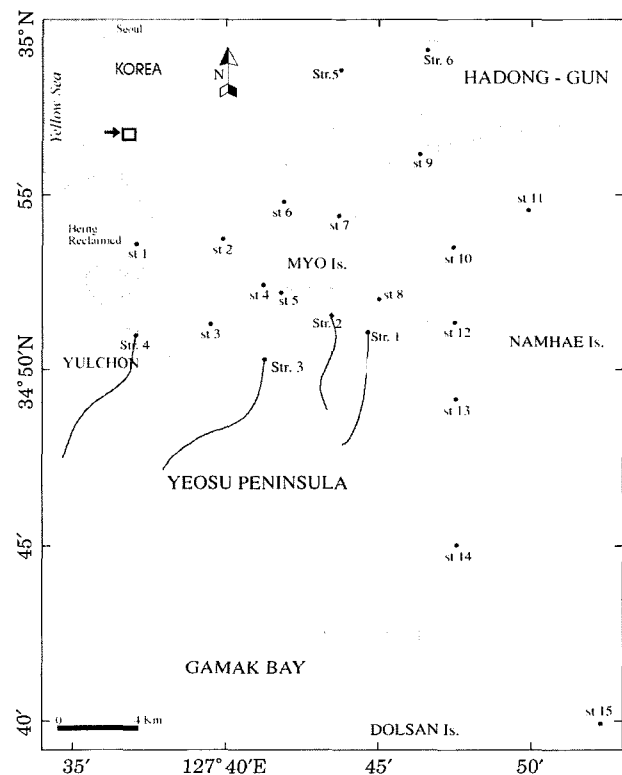 35° N
Seoul
KOREA
N
Str.5
Str. 6
HADONG - GUN
Yellow Sea
st 9
55′
st 6
st 11
st 7
Being
Reclaimed
st 1
st 2
st 10
MYO Is.
st 4
st 5
st 8
st 3
Str. 2
Str. 4
Str. 1
st 12
NAMHAE Is.
YULCHON
34° 50′
Str. 3
st 13
YEOSU PENINSULA
45′
st 14
GAMAK BAY
0 4 Km
st 15
40′
DOLSAN Is.
35′ 127° 40′ 45′ 50′